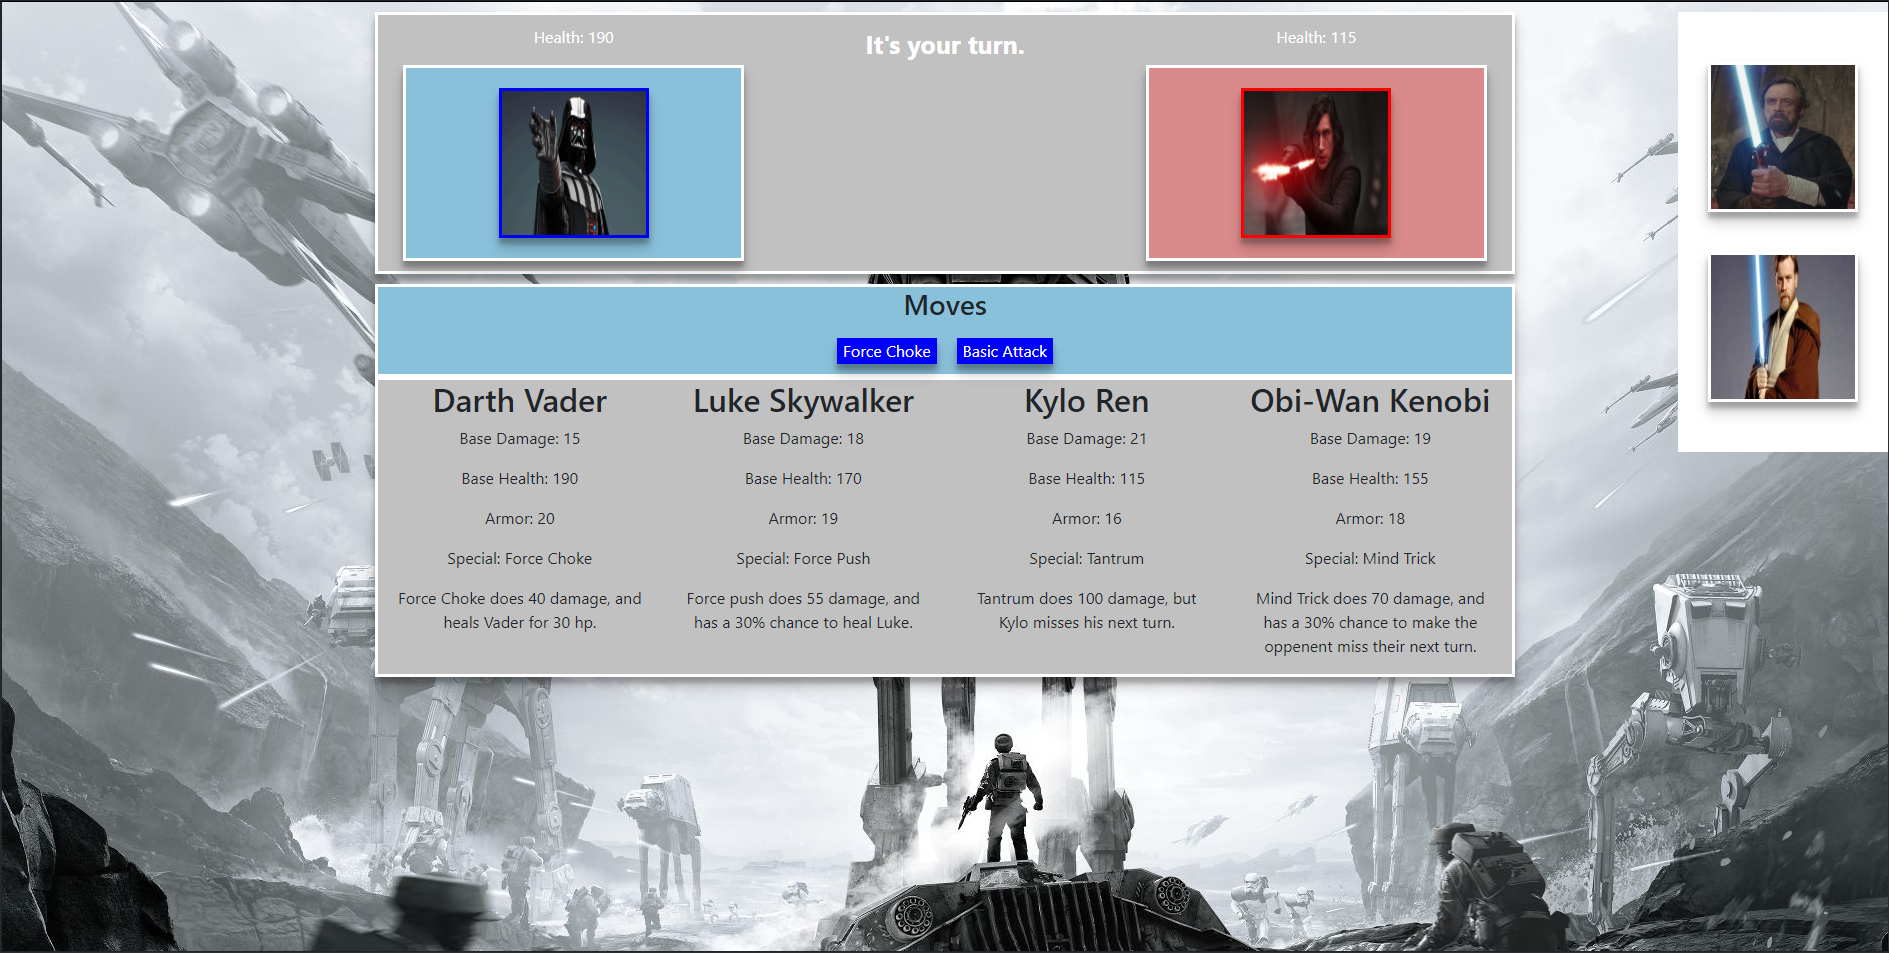 Health: 190
It's your turn.
Health: 115
Moves
Force Choke
Basic Attack
Darth Vader
Base Damage: 15
Base Health: 190
Armor: 20
Special: Force Choke
Force Choke does 40 damage, and
heals Vader for 30 hp.
Luke Skywalker
Base Damage: 18
Base Health: 170
Armor: 19
Special: Force Push
Force push does 55 damage, and
has a 30% chance to heal Luke.
Kylo Ren
Base Damage: 21
Base Health: 115
Armor: 16
Special: Tantrum
Tantrum does 100 damage, but
Kylo misses his next turn.
Obi-Wan Kenobi
Base Damage: 19
Base Health: 155
Armor: 18
Special: Mind Trick
Mind Trick does 70 damage, and
has a 30% chance to make the
oppenent miss their next turn.